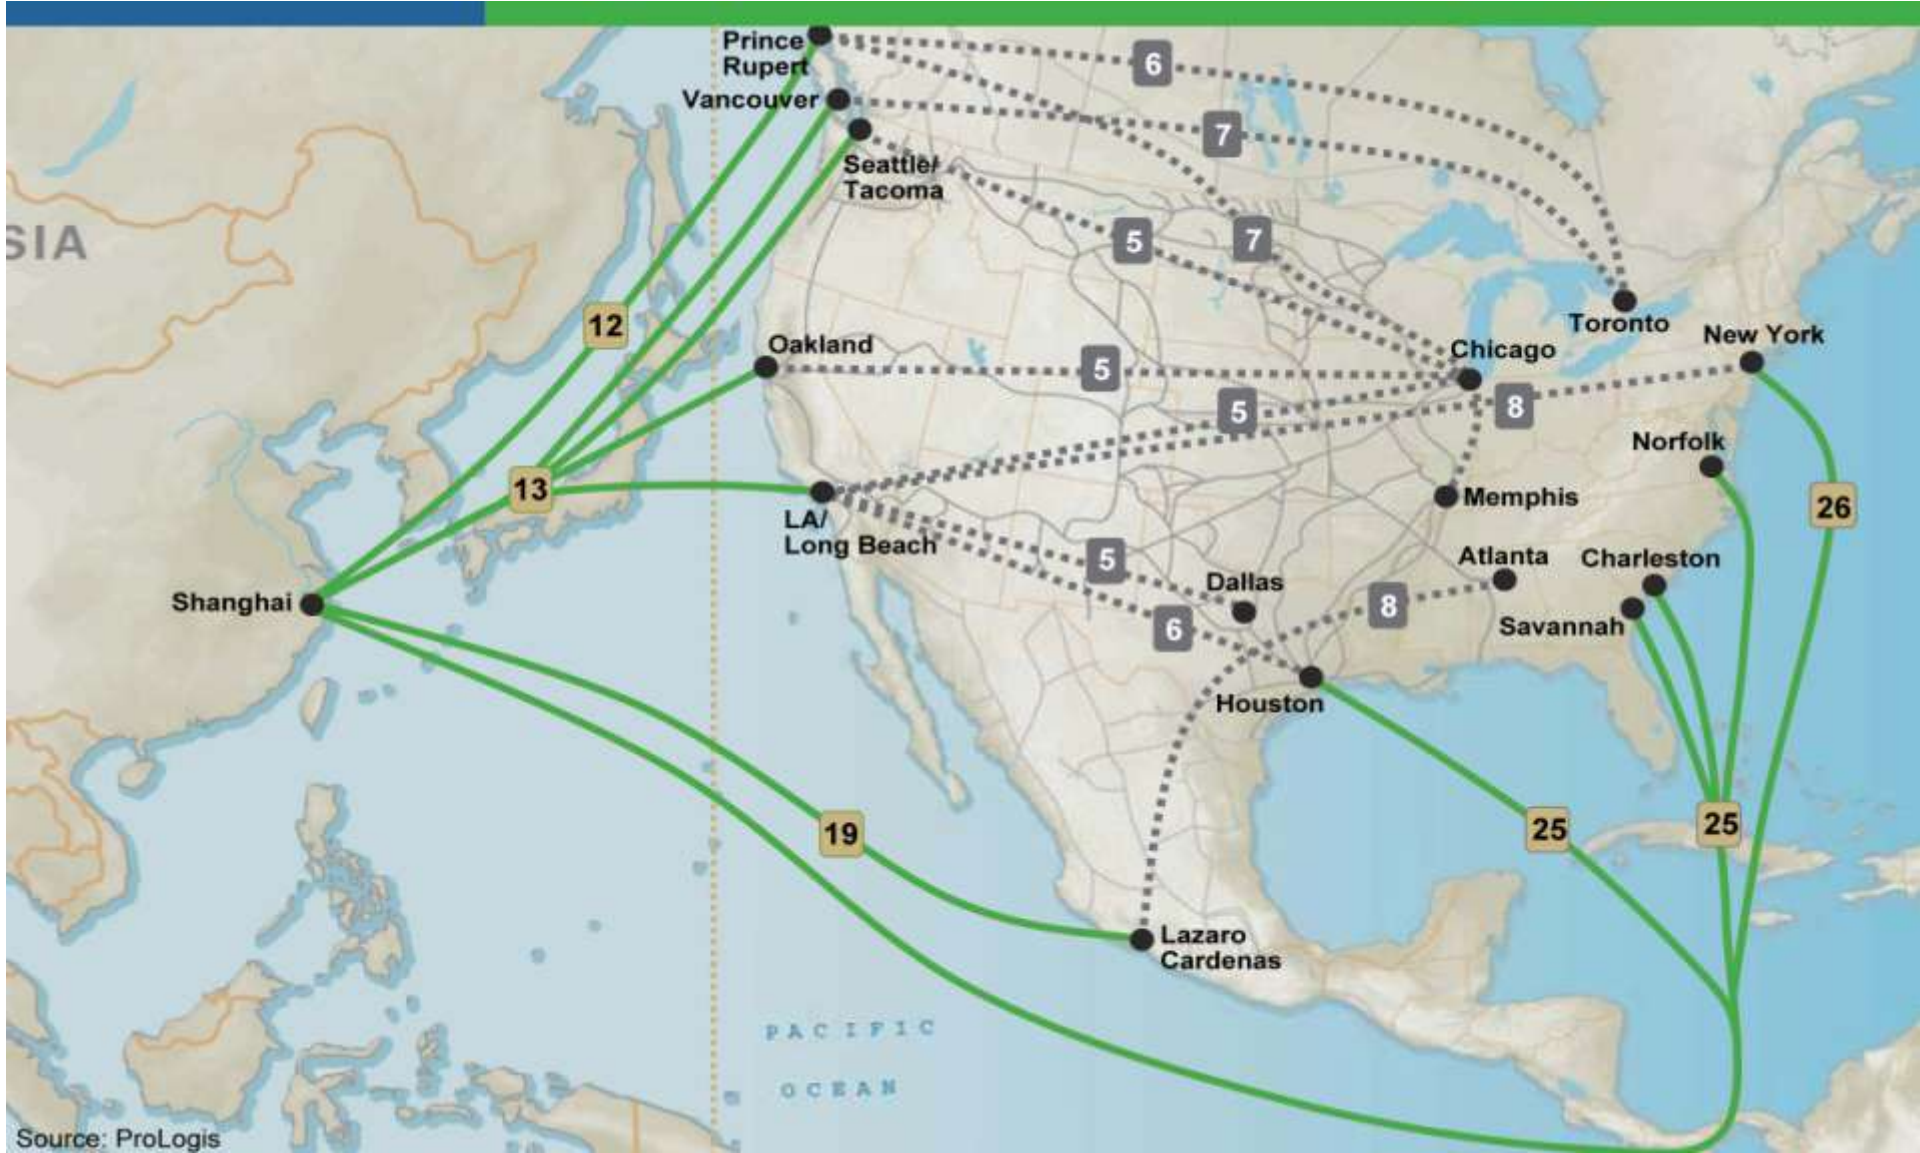 Prince
Rupert
6
Vancouver
7
Seattle/
Tacoma
5
7
SIA
12
Toronto
Oakland
New York
Chicago
5
5
8
Norfolk
13
Memphis
26
LA/
Long Beach
5
Atlanta
Charleston
Dallas
8
Shanghai
6
Savannah
Houston
19
25
25
Lazaro
Cardenas
PACIFIC
OCEAN
Source: ProLogis